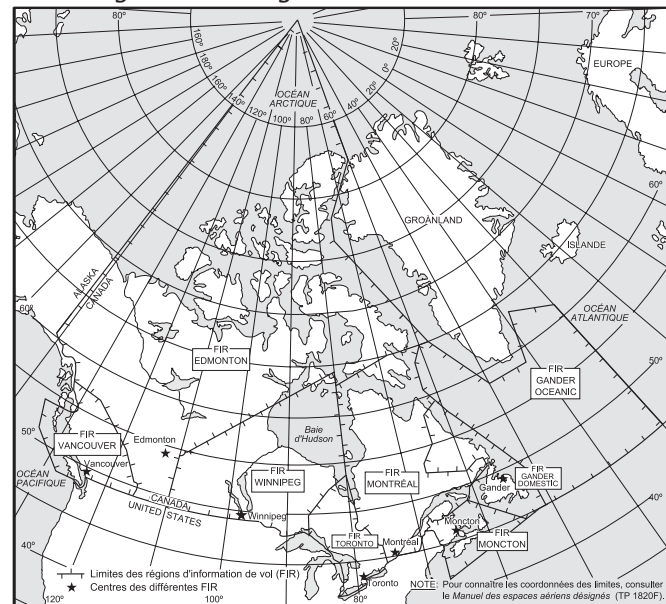 80°
70°
80°
EUROPE
160°
180°
160°
140°
120°
100°
80°
60°
40°
20°
0°
20°
OCÉAN
ARCTIQUE
60°
GROÀNLAND
ISLANDE
ALASKA
CANADA
60°
OCÉAN
ATLANTIQUE
50°
FIR
EDMONTON
FIR
GANDER
OCEANIC
50°
FIR
VANCOUVER
Edmonton
Baie
d'Hudson
OCÉAN
PACIFIQUE
Vancouver
FIR
WINNIPEG
FIR
MONTRÉAL
FIR
GANDER
DOMESTIC
Gander
40°
CANADA
UNITED STATES
Winnipeg
FIR
TORONTO
Montréal
Moncton
FIR
MONCTON
40°
Toronto
Limites des régions d'information de vol (FIR)
Centres des différentes FIR
NOTE: Pour connaître les coordonnées des limites, consulter
le Manuel des espaces aériens désignés (TP 1820F).
120°
100°
80°
60°